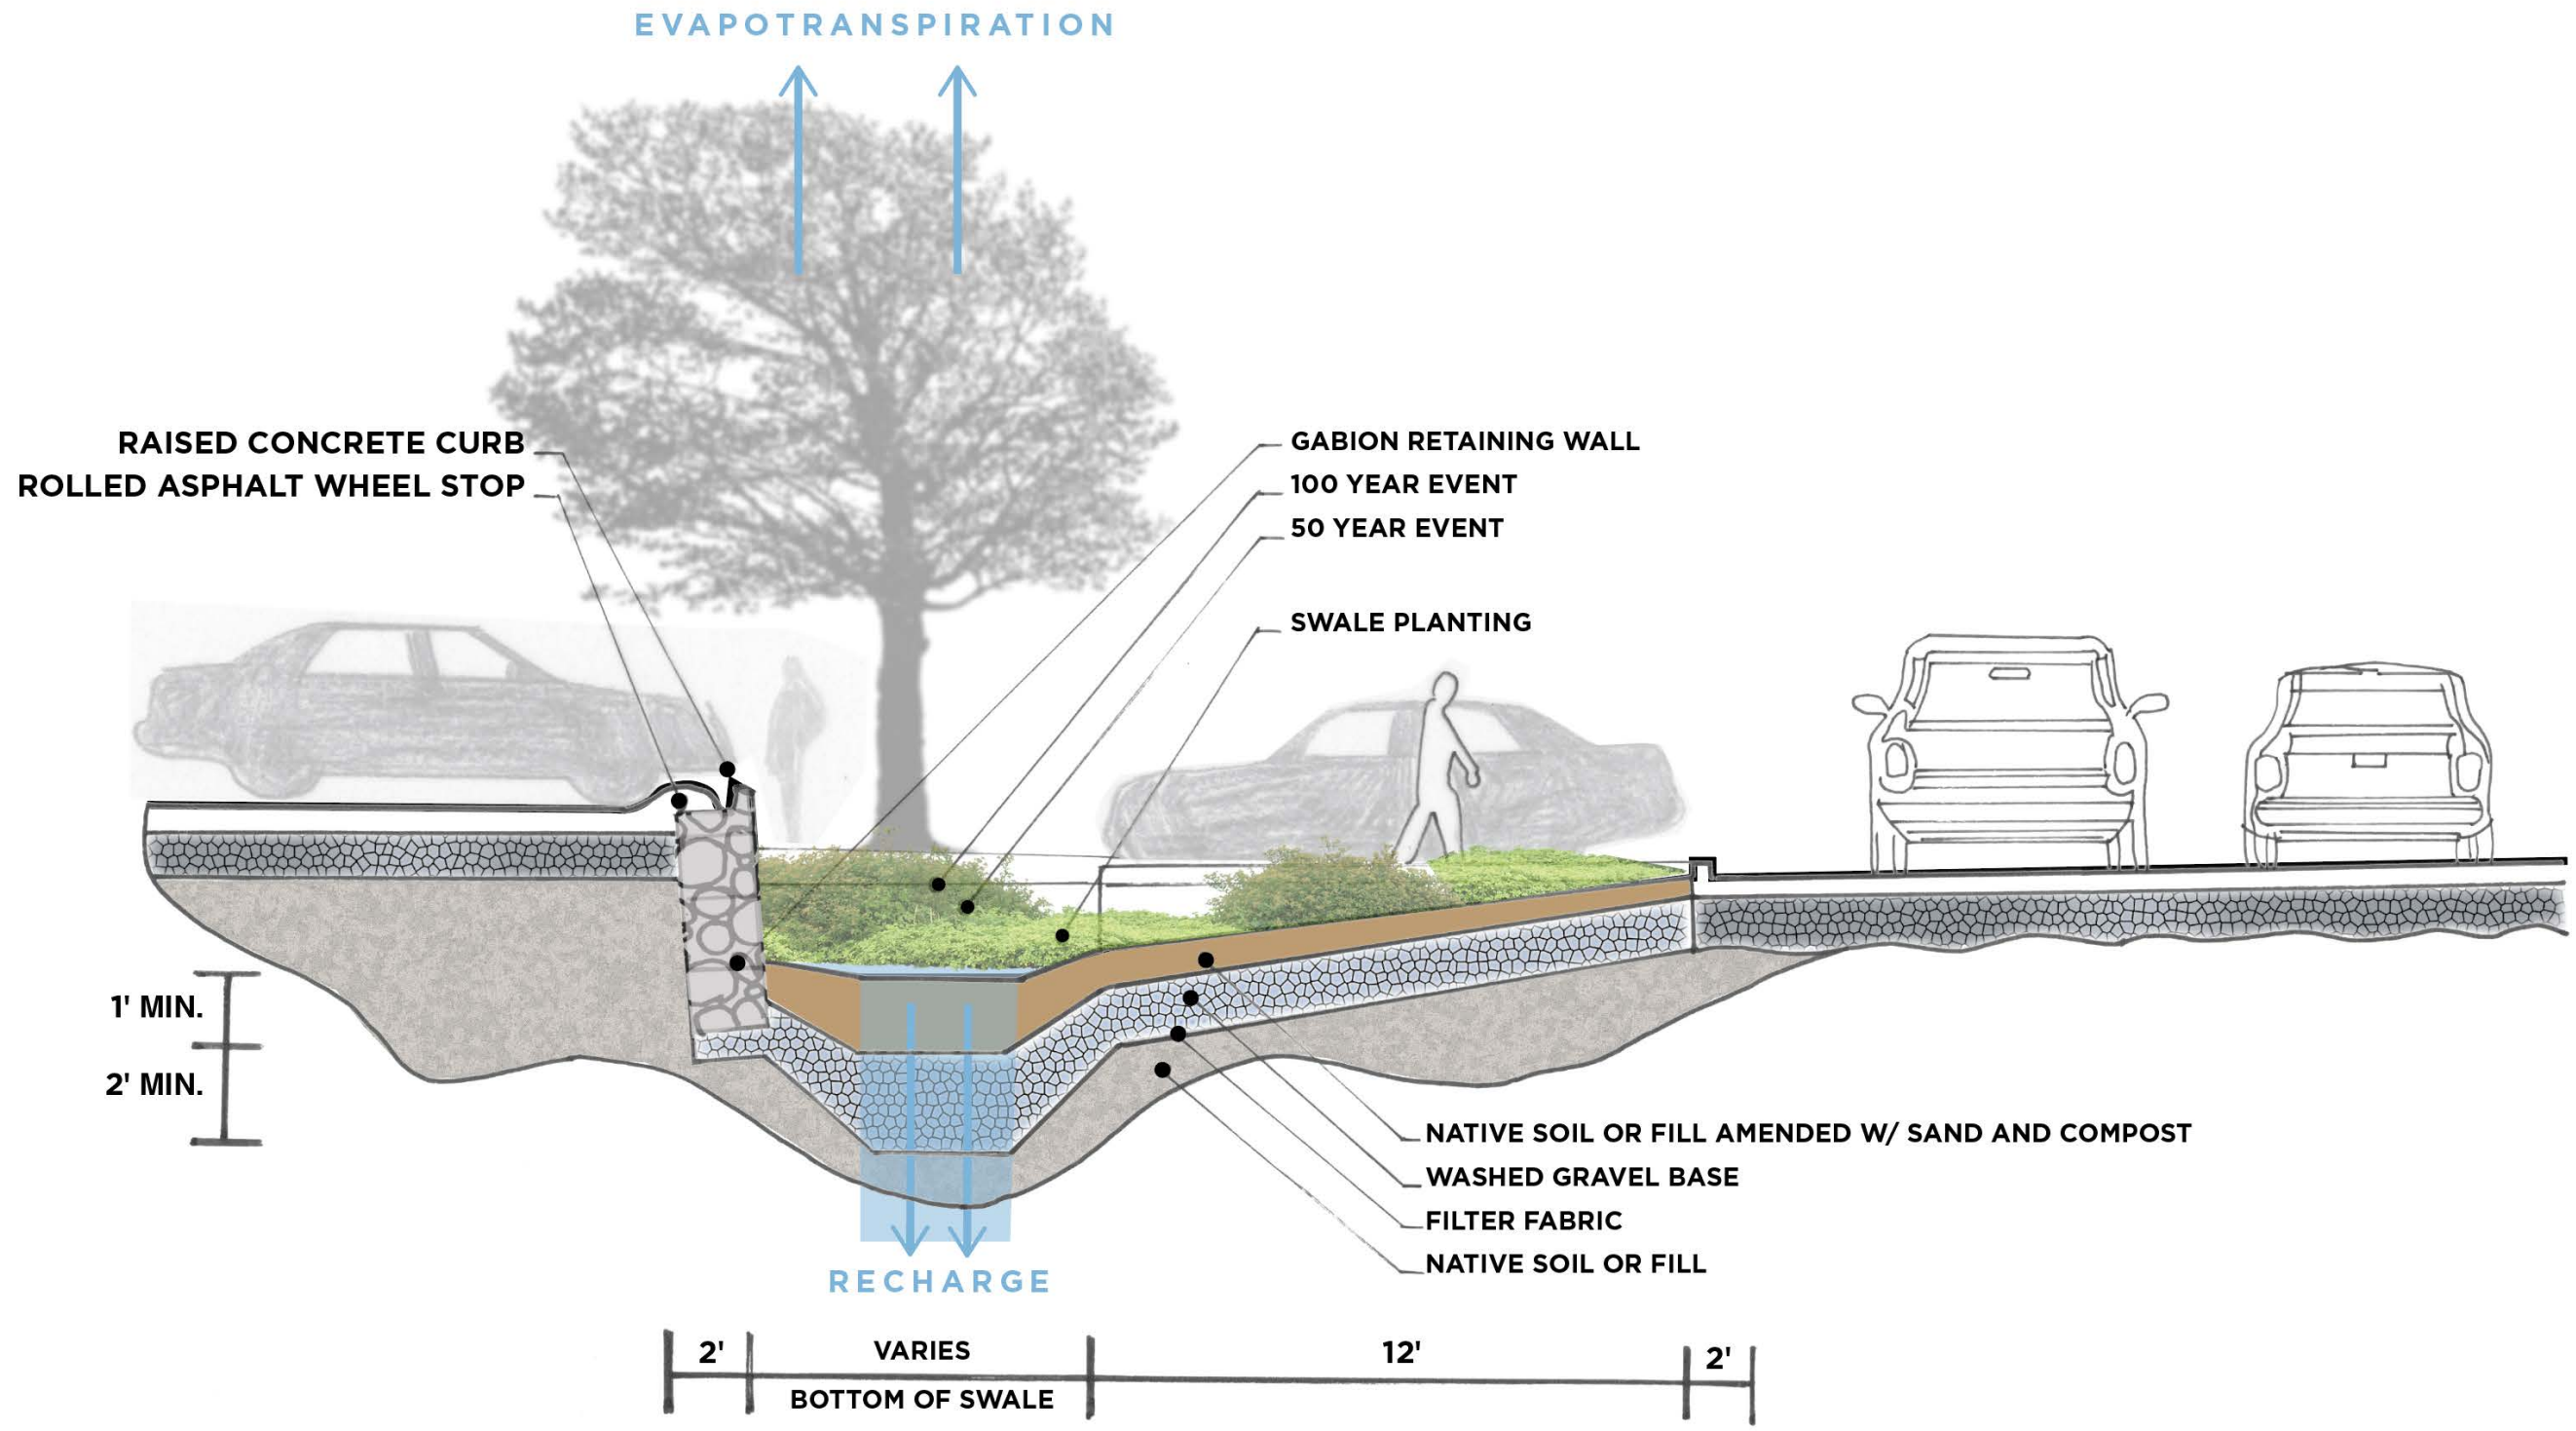 EVAPOTRANSPIRATION
RAISED CONCRETE CURB
ROLLED ASPHALT WHEEL STOP
GABION RETAINING WALL
100 YEAR EVENT
50 YEAR EVENT
SWALE PLANTING
1' MIN.
2' MIN.
NATIVE SOIL OR FILL AMENDED W/ SAND AND COMPOST
WASHED GRAVEL BASE
FILTER FABRIC
NATIVE SOIL OR FILL
RECHARGE
2'
VARIES
BOTTOM OF SWALE
12'
2'